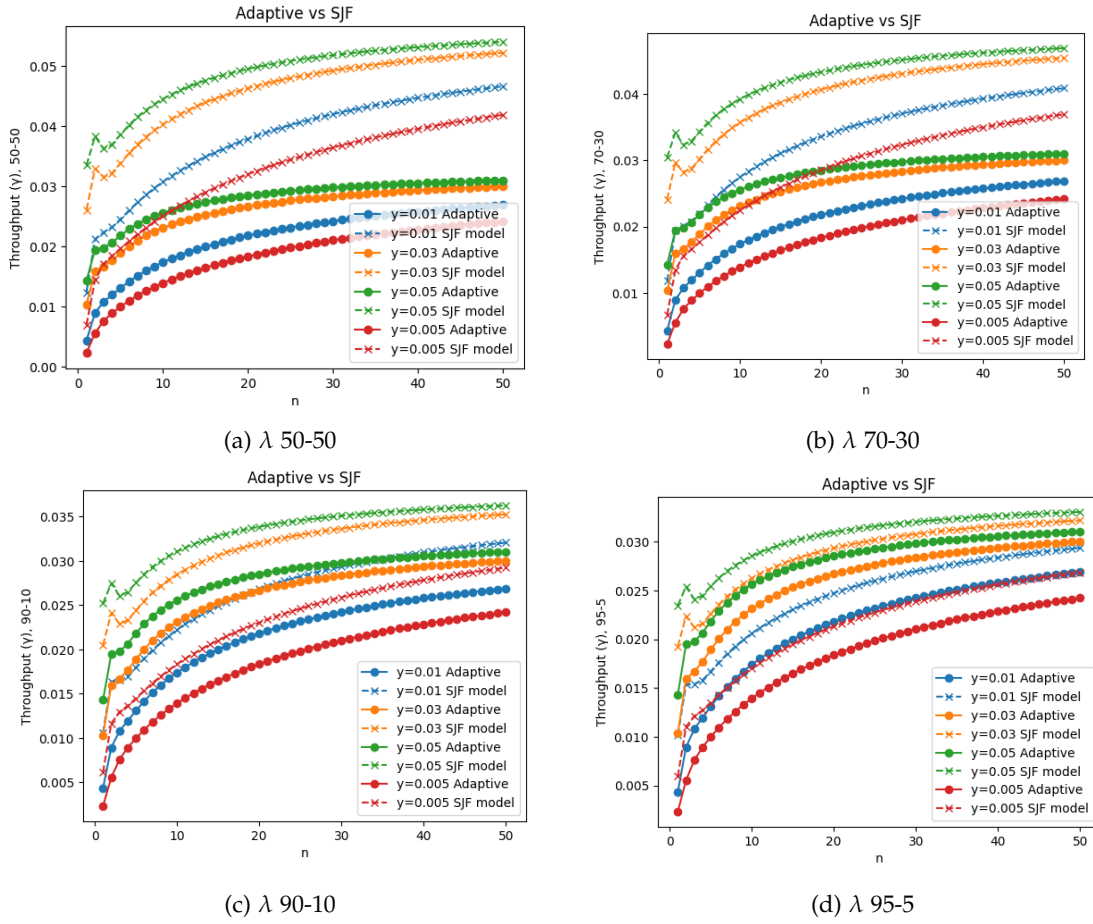 Adaptive vs SJF
Throughput (γ), 50-50
0.05
0.04
0.03
0.02
0.01
0.00
y=0.01 Adaptive
y=0.01 SJF model
y=0.03 Adaptive
y=0.03 SJF model
y=0.05 Adaptive
y=0.05 SJF model
y=0.005 Adaptive
y=0.005 SJF model
0 10 20 30 40 50
n
(a) λ 50-50
Adaptive vs SJF
Throughput (γ), 70-30
0.04
0.03
0.02
0.01
y=0.01 Adaptive
y=0.01 SJF model
y=0.03 Adaptive
y=0.03 SJF model
y=0.05 Adaptive
y=0.05 SJF model
y=0.005 Adaptive
y=0.005 SJF model
0 10 20 30 40 50
n
(b) λ 70-30
Adaptive vs SJF
Throughput (γ), 90-10
0.035
0.030
0.025
0.020
0.015
0.010
0.005
y=0.01 Adaptive
y=0.01 SJF model
y=0.03 Adaptive
y=0.03 SJF model
y=0.05 Adaptive
y=0.05 SJF model
y=0.005 Adaptive
y=0.005 SJF model
0 10 20 30 40 50
n
(c) λ 90-10
Adaptive vs SJF
Throughput (γ), 95-5
0.030
0.025
0.020
0.015
0.010
0.005
y=0.01 Adaptive
y=0.01 SJF model
y=0.03 Adaptive
y=0.03 SJF model
y=0.05 Adaptive
y=0.05 SJF model
y=0.005 Adaptive
y=0.005 SJF model
0 10 20 30 40 50
n
(d) λ 95-5